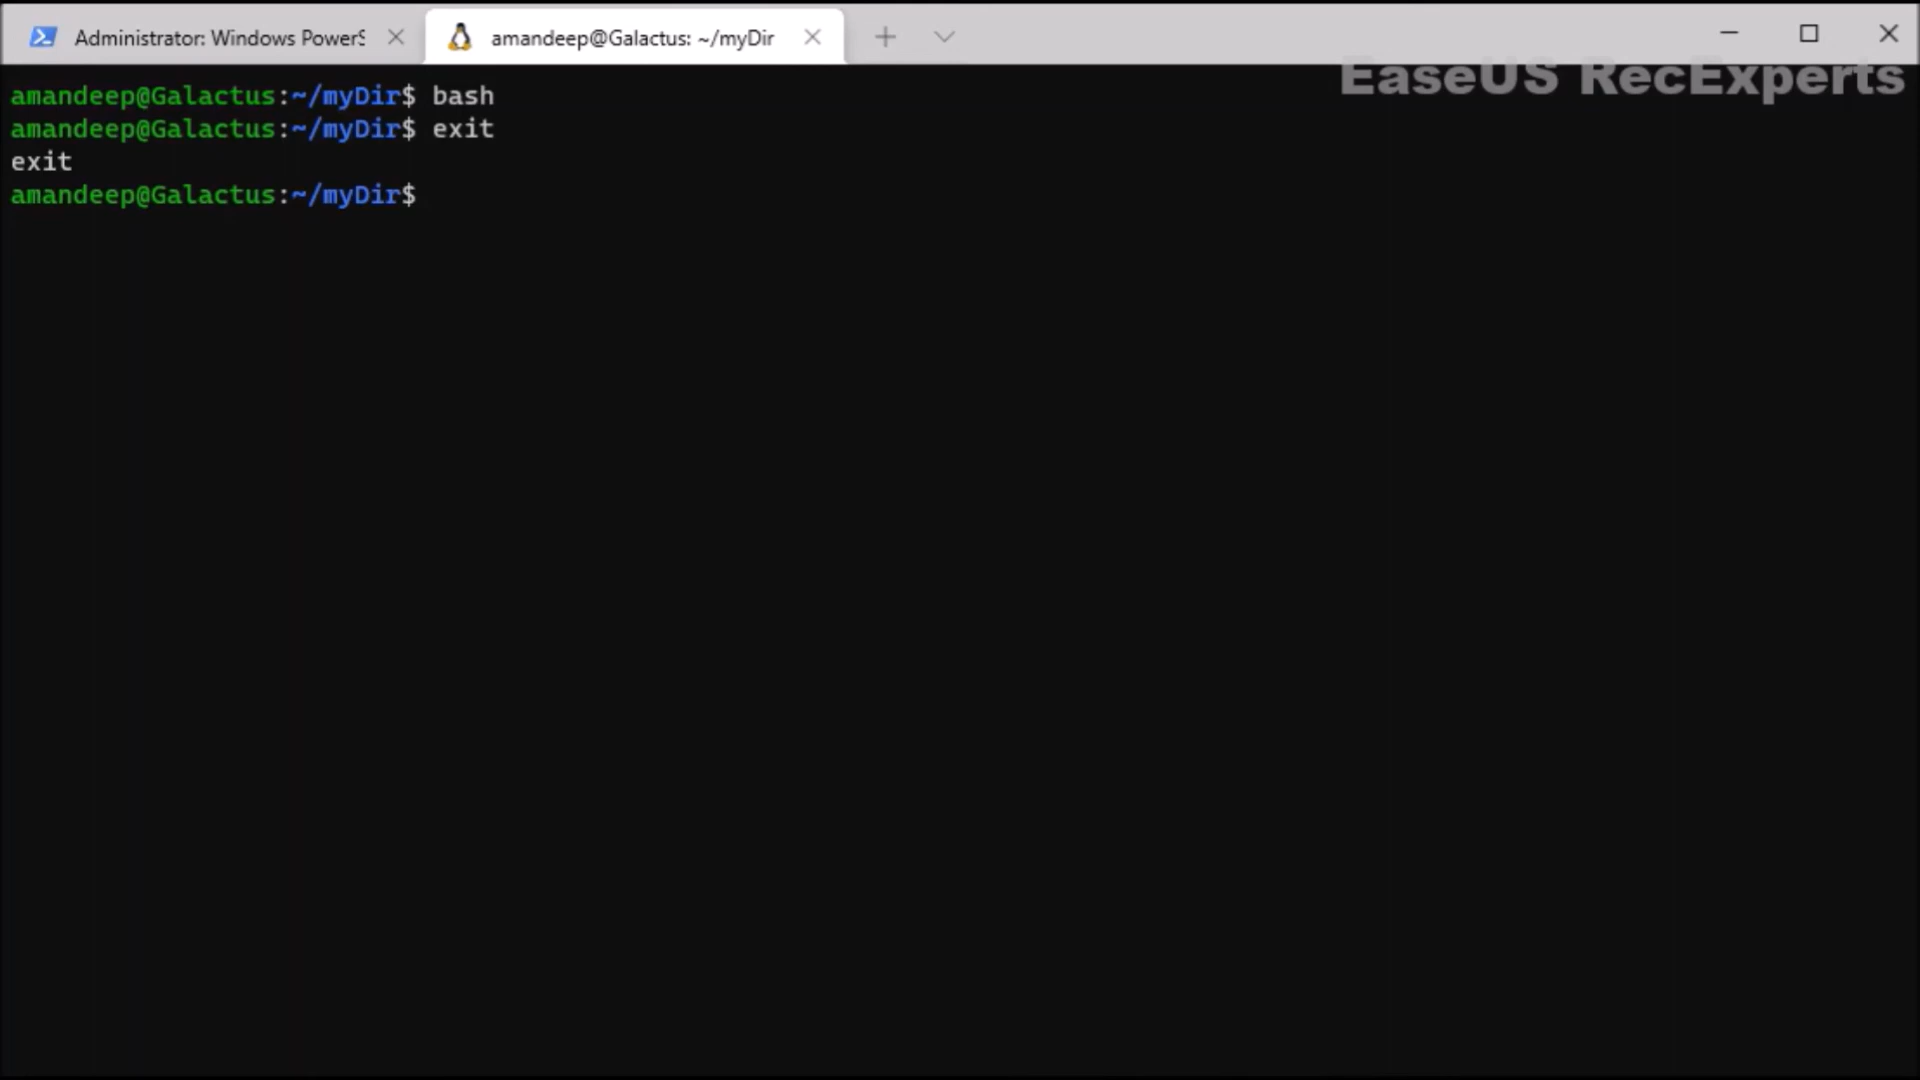 Administrator: Windows PowerS
amandeep@Galactus: ~/myDir
EaseUS RecExperts
amandeep@Galactus:~/myDir$ bash
amandeep@Galactus:~/myDir$ exit
exit
amandeep@Galactus:~/myDir$